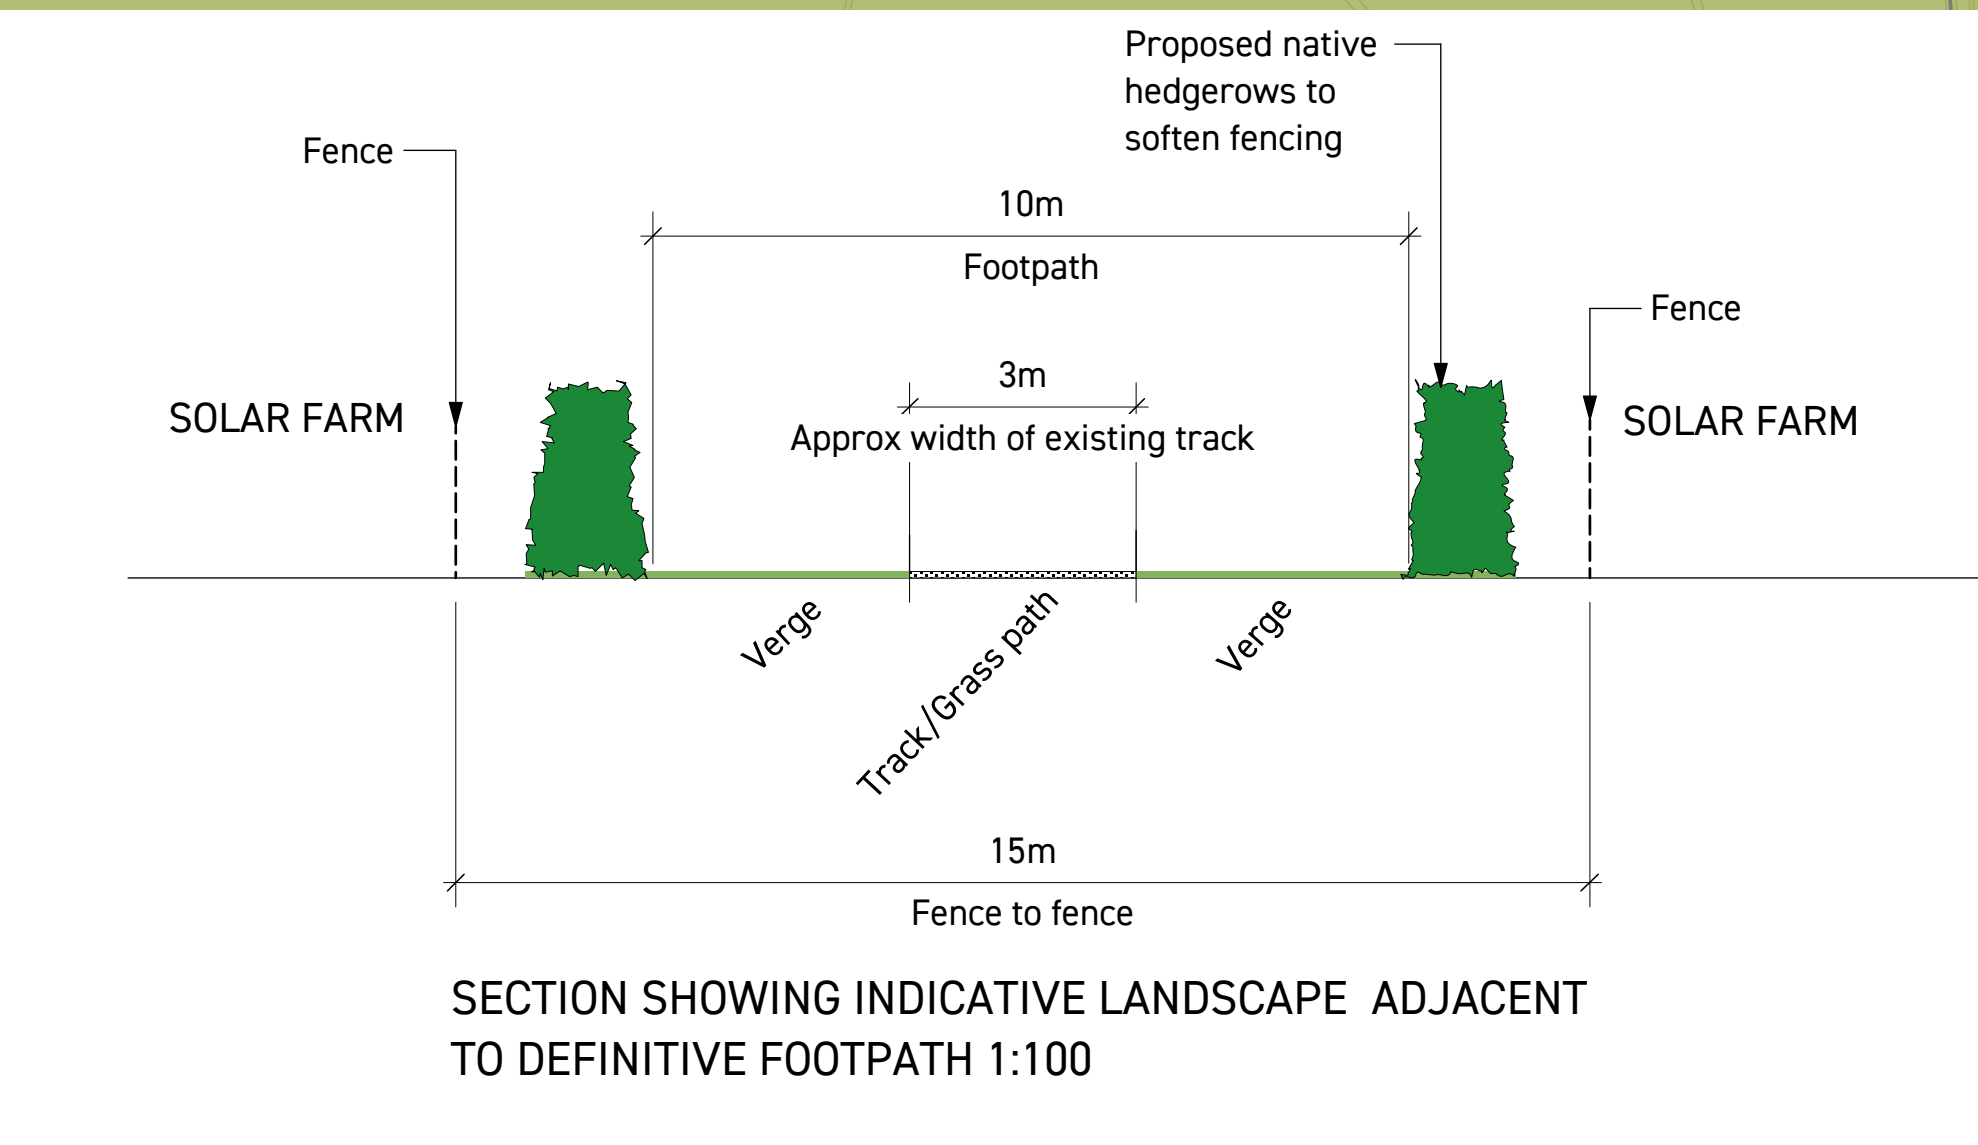 Proposed native
hedgerows to
soften fencing
Fence
10m
Footpath
Fence
3m
SOLAR FARM
Approx width of existing track
SOLAR FARM
Verge
Track/Grass path
Verge
15m
Fence to fence
SECTION SHOWING INDICATIVE LANDSCAPE ADJACENT
TO DEFINITIVE FOOTPATH 1:100